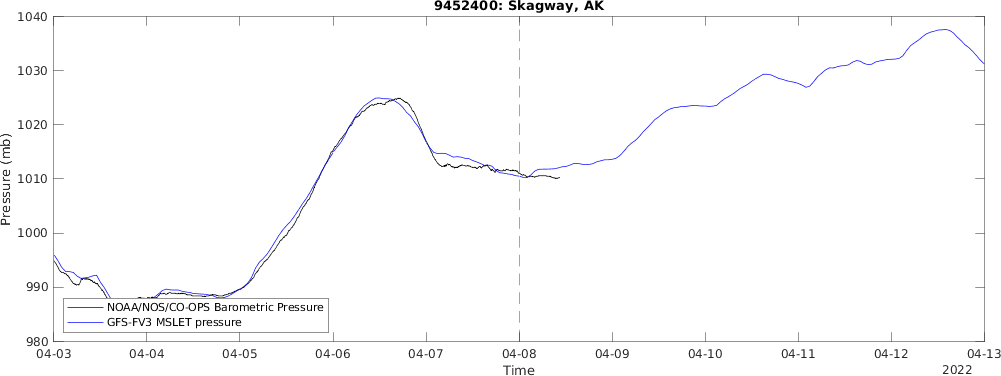 9452400: Skagway, AK
1040
1030
1020
1010
1000
990
980
Pressure (mb)
NOAA/NOS/CO-OPS Barometric Pressure
GFS-FV3 MSLET pressure
04-03 04-04 04-05 04-06 04-07 04-08 04-09 04-10 04-11 04-12 04-13
Time
2022